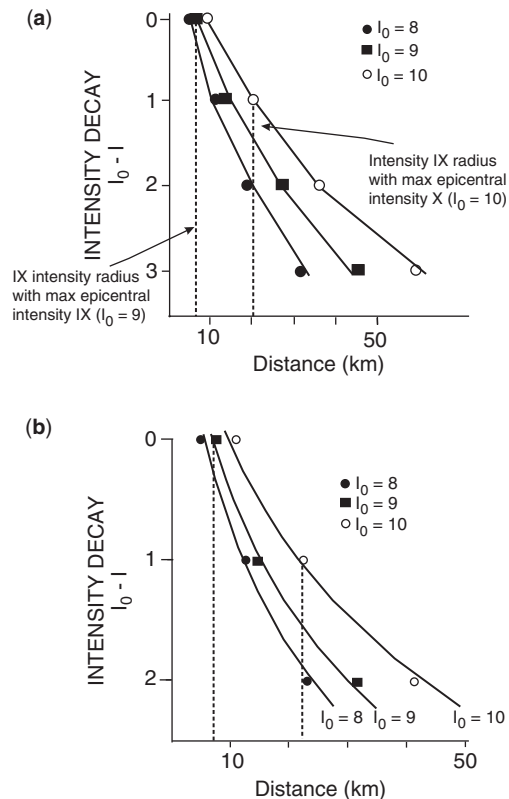 (a)
0
1
2
3
INTENSITY DECAY
I0 - I
I0 = 8
I0 = 9
I0 = 10
Intensity IX radius
with max epicentral
intensity X (I0 = 10)
IX intensity radius
with max epicentral
intensity IX (I0 = 9)
10
50
Distance (km)
(b)
0
1
2
INTENSITY DECAY
I0 - I
I0 = 8
I0 = 9
I0 = 10
I0 = 8
I0 = 9
I0 = 10
10
50
Distance (km)